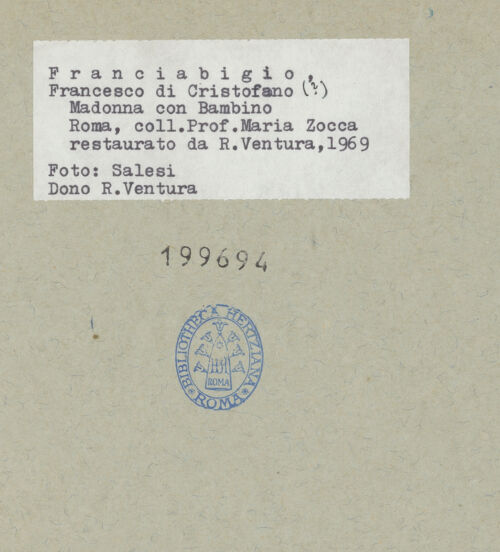 F r a n c i a b i g i o ,
Francesco di Cristofano (?)
Madonna con Bambino
Roma, coll.Prof.Maria Zocca
restaurato da R.Ventura,1969
Foto: Salesi
Dono R.Ventura
199694
BIBLIOTHECA HERTZIANA
ROMA
* ROMA *